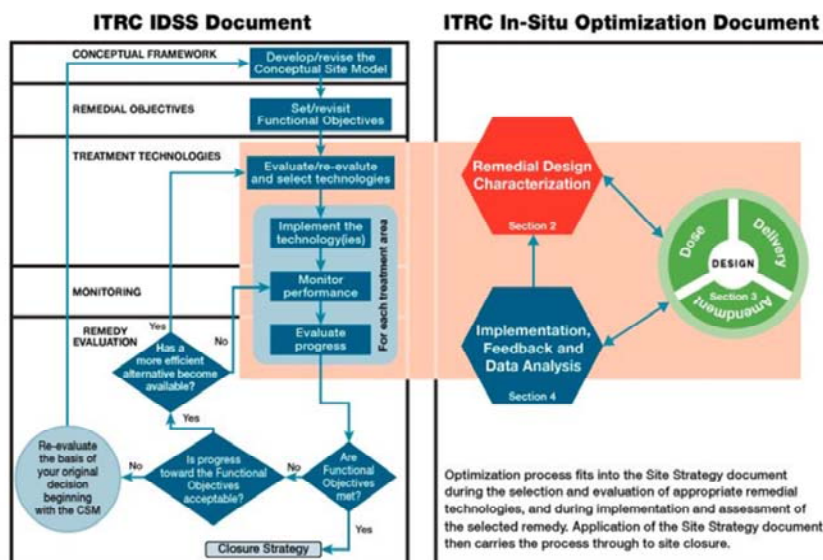 ITRC IDSS Document
CONCEPTUAL FRAMEWORK
Develop/revise the
Conceptual Site Model
REMEDIAL OBJECTIVES
Set/revisit
Functional Objectives
TREATMENT TECHNOLOGIES
Evaluate/re-evalute
and select technologies
Implement the
technology(ies)
MONITORING
Monitor
performance
For each treatment area
REMEDY
EVALUATION
Evaluate
progress
Yes
No
Has a
more efficient
alternative become
available?
Yes
Re-evaluate
the basis of
your original
decision
beginning
with the CSM
No
Is progress
toward the Functional
Objectives
acceptable?
No
Are
Functional
Objectives
met?
Yes
Closure Strategy
ITRC In-Situ Optimization Document
Remedial Design
Characterization
Section 2
Dose
Delivery
DESIGN
Section 3
Amendment
Implementation,
Feedback and
Data Analysis
Section 4
Optimization process fits into the Site Strategy document
during the selection and evaluation of appropriate remedial
technologies, and during implementation and assessment of
the selected remedy. Application of the Site Strategy document
then carries the process through to site closure.